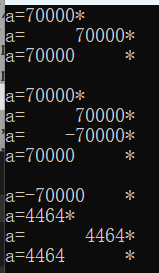 a=70000*
a=     70000*
a=70000     *

a=70000*
a=     70000*
a=    -70000*
a=70000     *

a=-70000    *
a=4464*
a=      4464*
a=4464      *